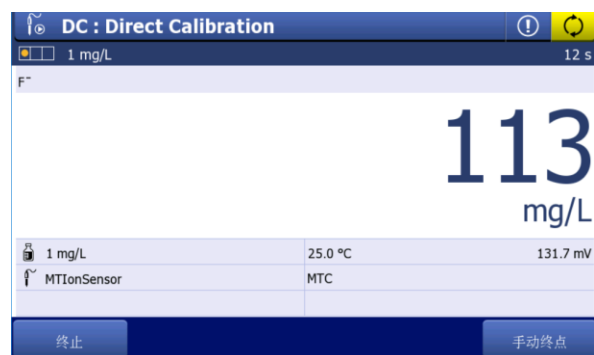 DC : Direct Calibration
1 mg/L 12 s
F⁻
113
mg/L
1 mg/L 25.0 °C 131.7 mV
MTIonSensor MTC
终止 手动终点